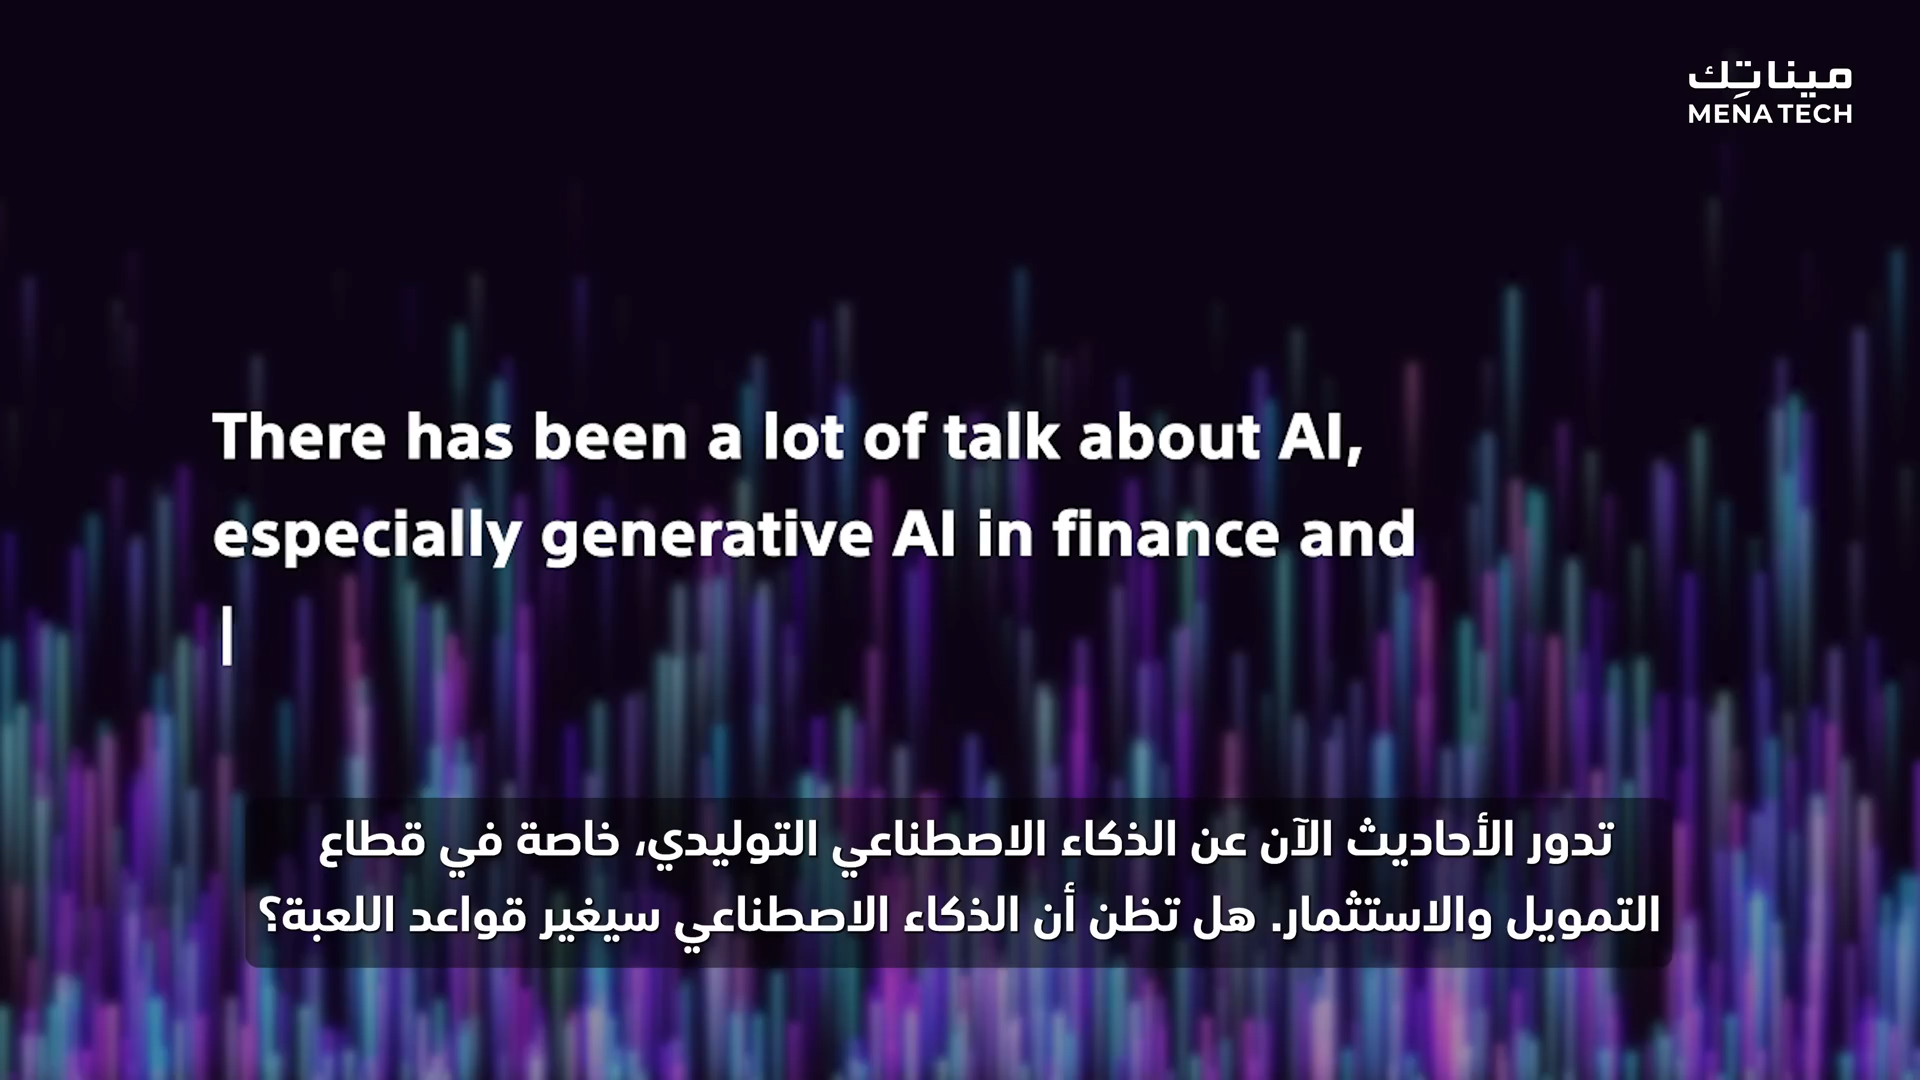 ميناتِك
MENA TECH
There has been a lot of talk about AI,
especially generative AI in finance and
تدور الأحاديث الآن عن الذكاء الاصطناعي التوليدي، خاصة في قطاع
التمويل والاستثمار. هل تظن أن الذكاء الاصطناعي سيغير قواعد اللعبة؟